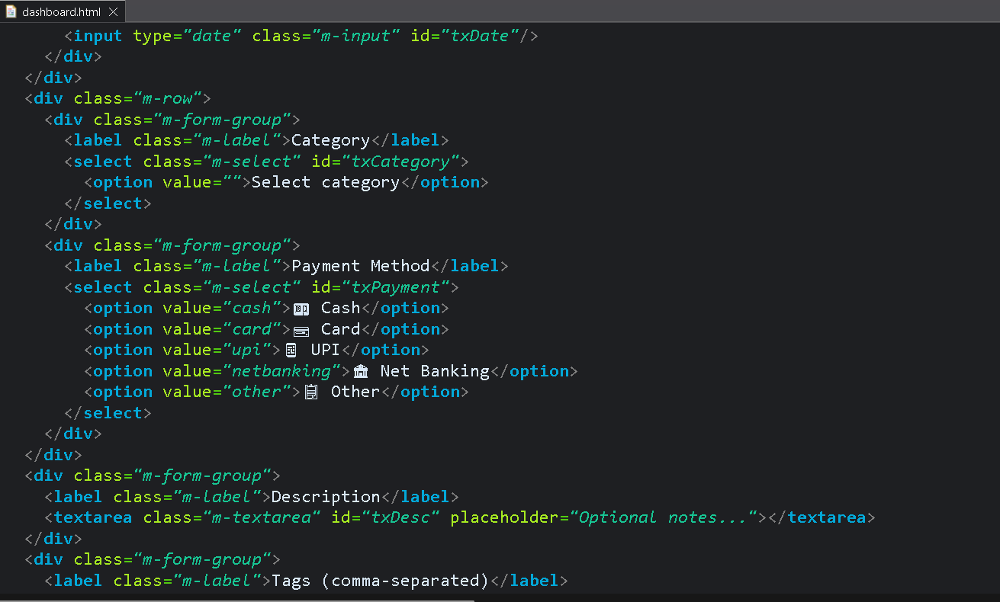 dashboard.html
<input type="date" class="m-input" id="txDate"/>
</div>
</div>
<div class="m-row">
<div class="m-form-group">
<label class="m-label">Category</label>
<select class="m-select" id="txCategory">
<option value="">Select category</option>
</select>
</div>
<div class="m-form-group">
<label class="m-label">Payment Method</label>
<select class="m-select" id="txPayment">
<option value="cash">💵 Cash</option>
<option value="card">💳 Card</option>
<option value="upi">📱 UPI</option>
<option value="netbanking">🏦 Net Banking</option>
<option value="other">📋 Other</option>
</select>
</div>
</div>
<div class="m-form-group">
<label class="m-label">Description</label>
<textarea class="m-textarea" id="txDesc" placeholder="Optional notes..."></textarea>
</div>
<div class="m-form-group">
<label class="m-label">Tags (comma-separated)</label>